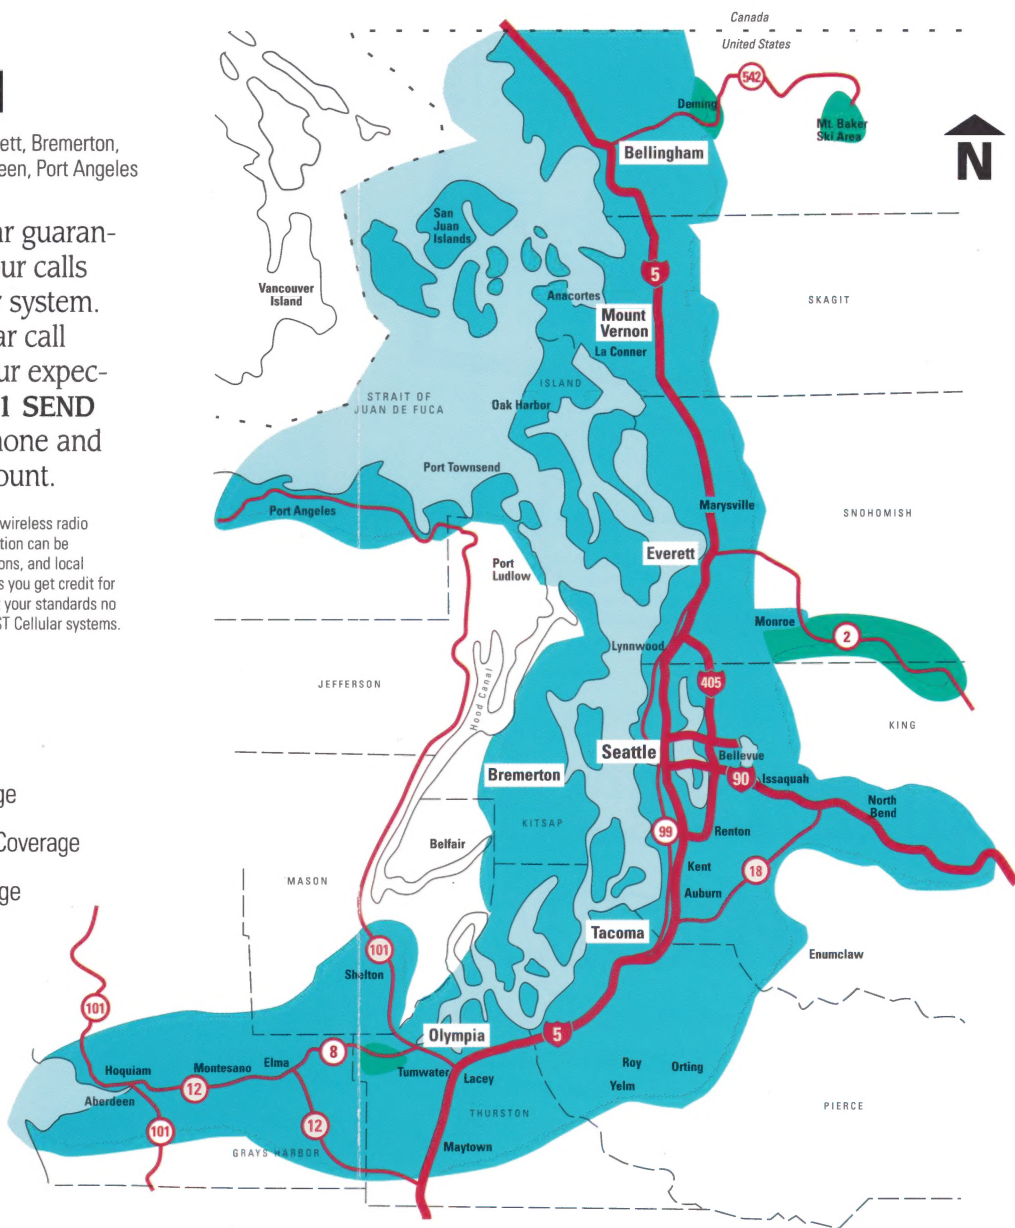 ett, Bremerton,
een, Port Angeles
ar guaran-
ur calls
r system.
ar call
ur expec-
1 SEND
hone and
ount.
wireless radio
tion can be
ons, and local
s you get credit for
t your standards no
ST Cellular systems.
ge
Coverage
ge
Canada
United States
542
Deming
Mt. Baker
Ski Area
Bellingham
N
San
Juan
Islands
5
Vancouver
Island
Anacortes
SKAGIT
Mount
Vernon
La Conner
ISLAND
STRAIT OF
JUAN DE FUCA
Oak Harbor
Port Townsend
Port Angeles
Marysville
SNOHOMISH
Everett
Port
Ludlow
Monroe
2
Lynnwood
405
JEFFERSON
Hood Canal
KING
Seattle
Bellevue
Bremerton
90
Issaquah
North
Bend
KITSAP
99
Renton
Belfair
Kent
18
MASON
Auburn
Tacoma
101
Enumclaw
Shelton
101
Olympia
5
8
Elma
Hoquiam
Montesano
Tumwater
Lacey
Roy
Orting
Yelm
12
Aberdeen
THURSTON
PIERCE
101
12
Maytown
GRAYS HARBOR